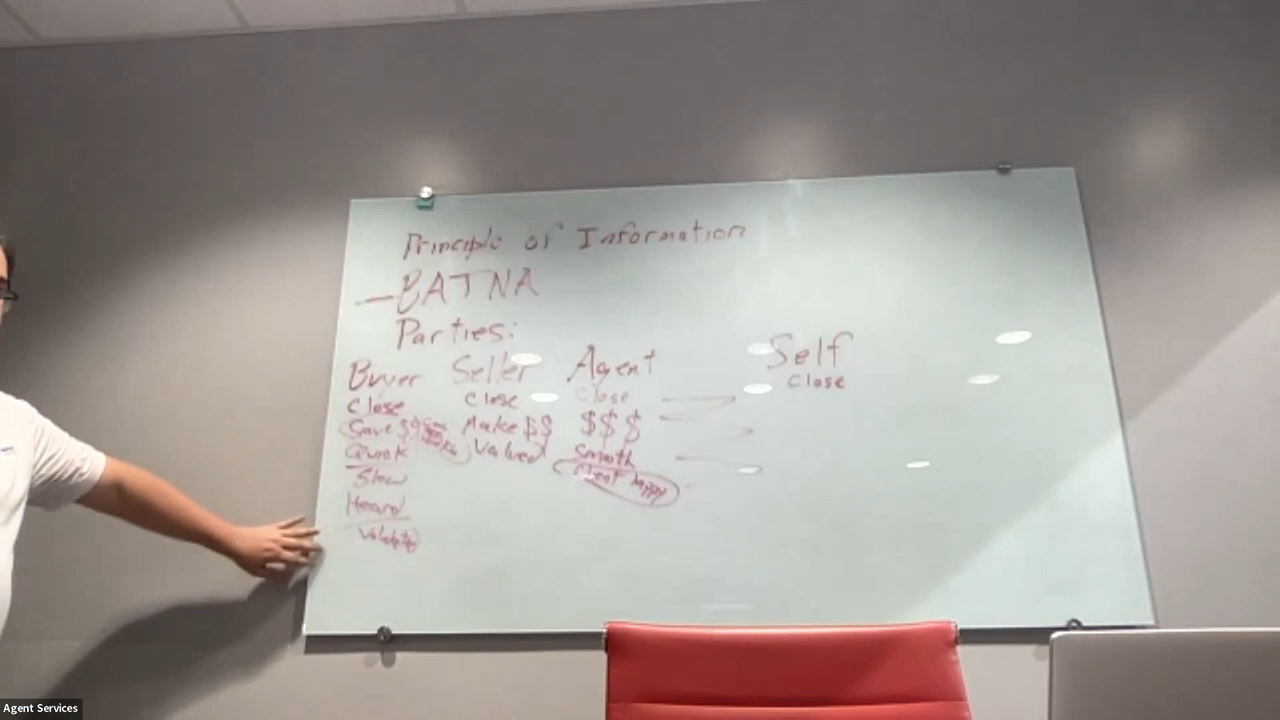 Principle of Information
—BATNA
Parties:
Buyer Seller Agent Self
Close Close Close Close
Save $$ Make $$ $$$
Quick Valued Smooth
Slow Client happy
Heard
Validated
Agent Services